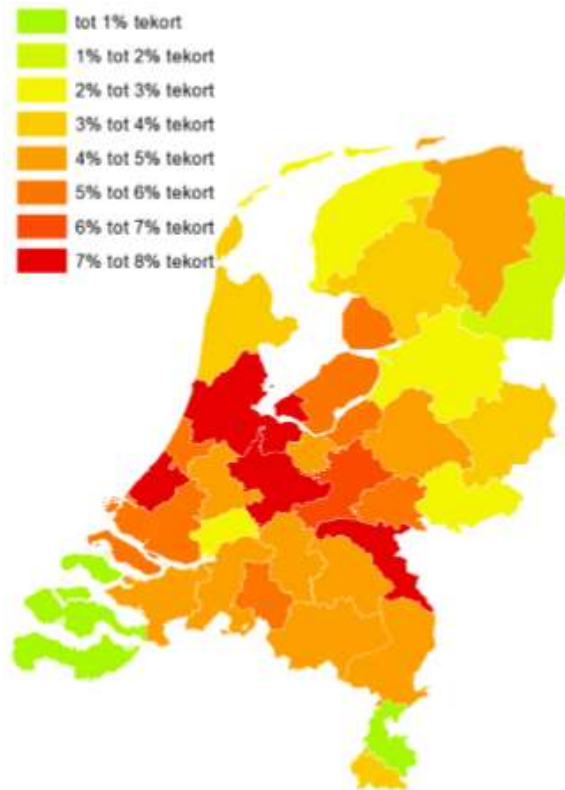 tot 1% tekort
1% tot 2% tekort
2% tot 3% tekort
3% tot 4% tekort
4% tot 5% tekort
5% tot 6% tekort
6% tot 7% tekort
7% tot 8% tekort